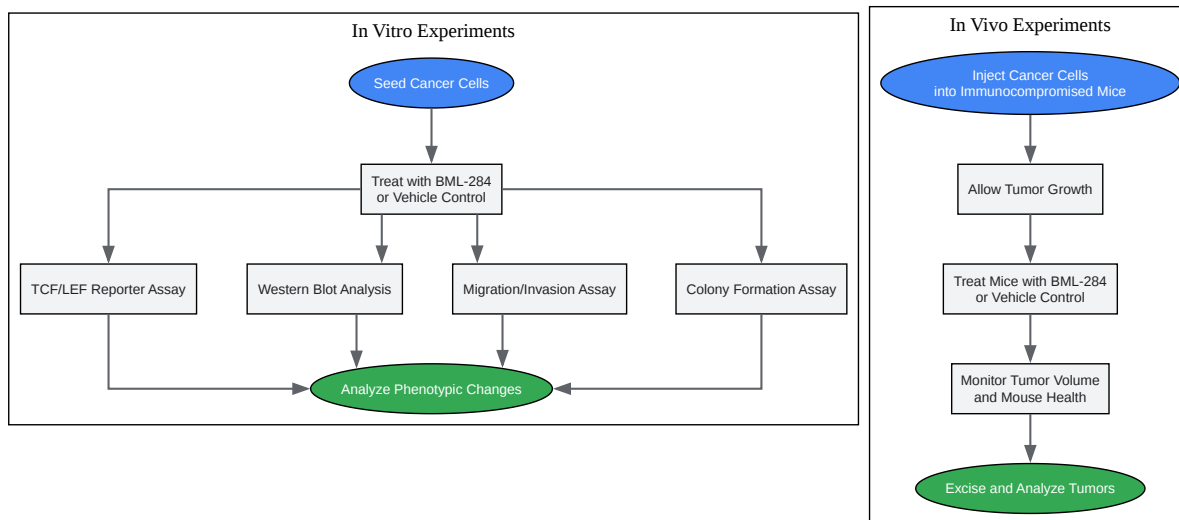 In Vitro Experiments
Seed Cancer Cells
Treat with BML-284
or Vehicle Control
TCF/LEF Reporter Assay
Western Blot Analysis
Migration/Invasion Assay
Colony Formation Assay
Analyze Phenotypic Changes
In Vivo Experiments
Inject Cancer Cells
into Immunocompromised Mice
Allow Tumor Growth
Treat Mice with BML-284
or Vehicle Control
Monitor Tumor Volume
and Mouse Health
Excise and Analyze Tumors